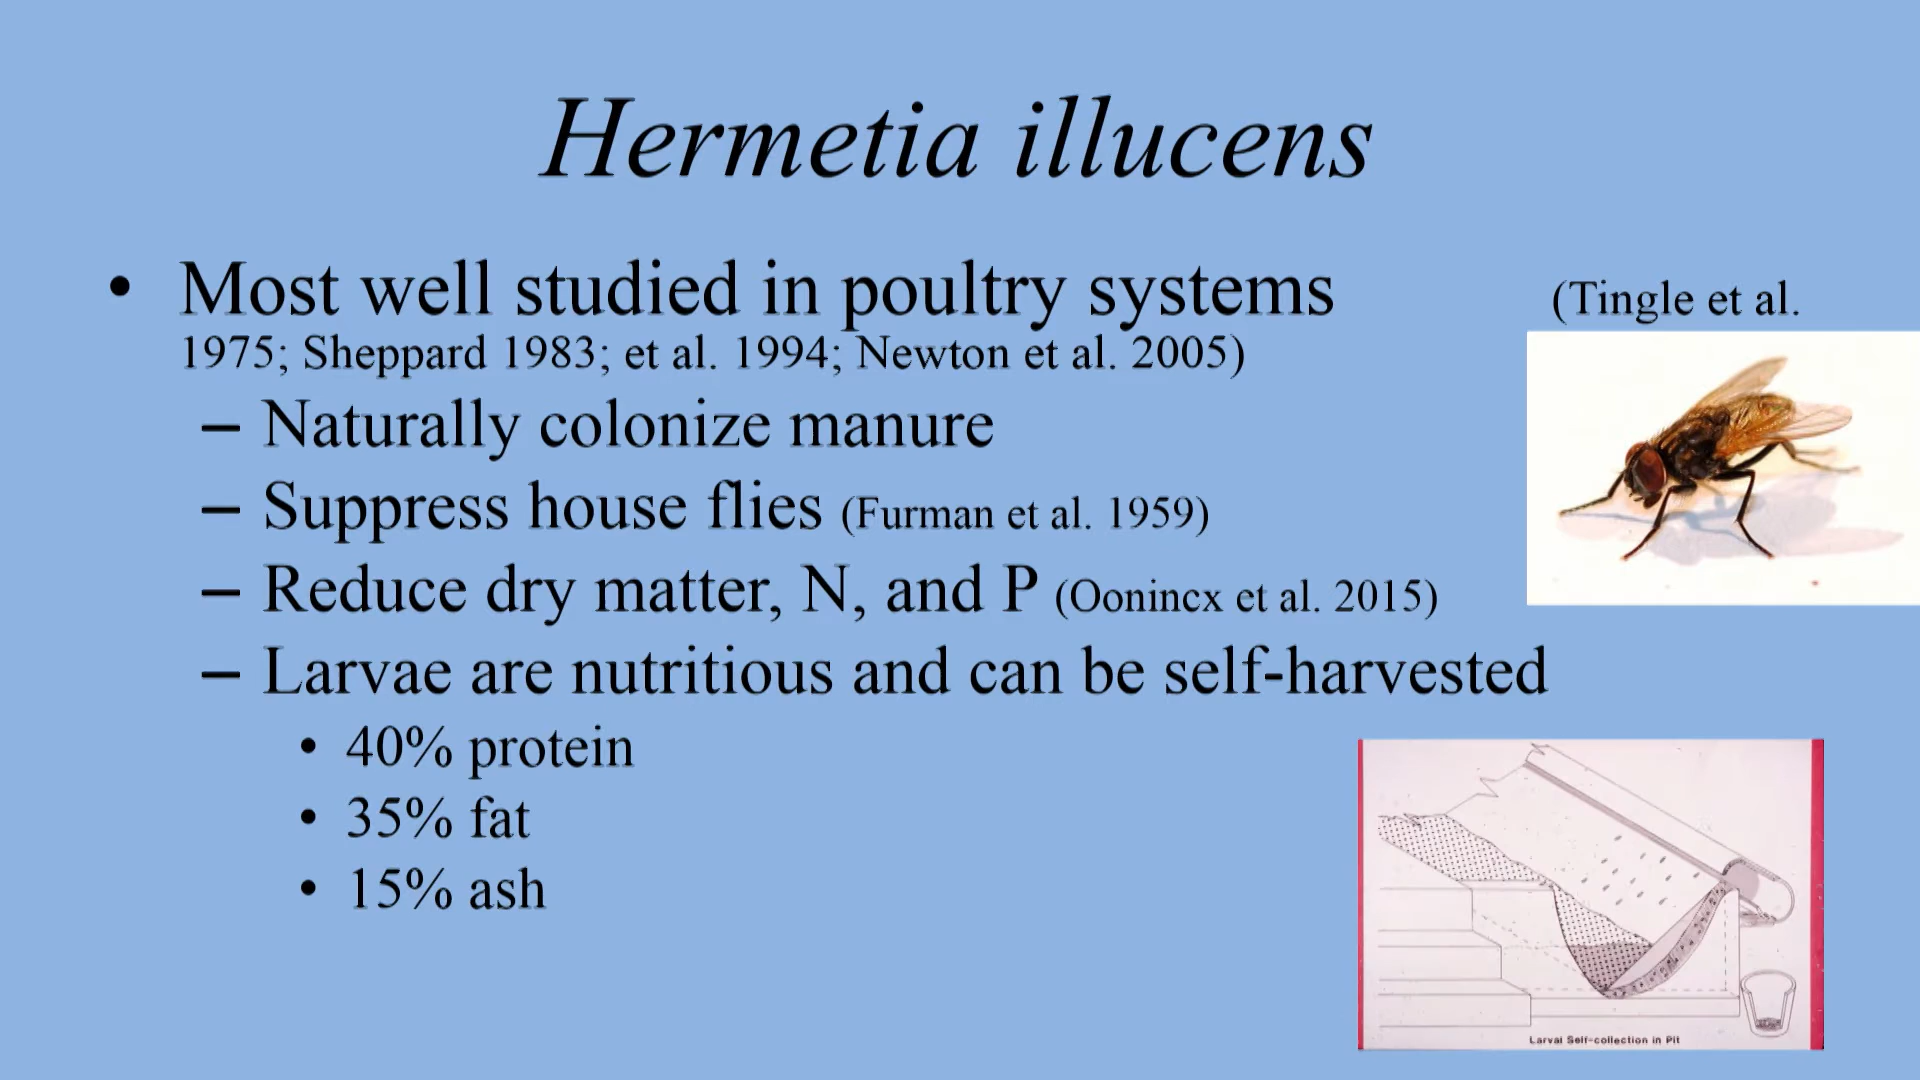 Hermetia illucens
• Most well studied in poultry systems (Tingle et al.
1975; Sheppard 1983; et al. 1994; Newton et al. 2005)
– Naturally colonize manure
– Suppress house flies (Furman et al. 1959)
– Reduce dry matter, N, and P (Oonincx et al. 2015)
– Larvae are nutritious and can be self-harvested
• 40% protein
• 35% fat
• 15% ash
Larval Self-collection in Pit